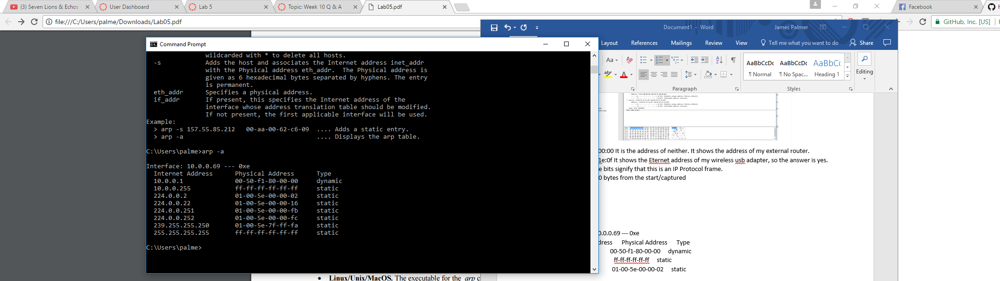 (3) Seven Lions & Echos
User Dashboard
Lab 5
Topic: Week 10 Q & A
Lab05.pdf
Facebook
file:///C:/Users/palme/Downloads/Lab05.pdf
GitHub, Inc. [US]
Document1 - Word
James Palmer
Layout
References
Mailings
Review
View
Tell me what you want to do
Share
Aa
AaBbCcDc
AaBbCcDc
AaBbCc
¶ Normal
¶ No Spac...
Heading 1
Editing
Paragraph
Styles
Command Prompt
wildcarded with * to delete all hosts.
-s Adds the host and associates the Internet address inet_addr
with the Physical address eth_addr. The Physical address is
given as 6 hexadecimal bytes separated by hyphens. The entry
is permanent.
eth_addr Specifies a physical address.
if_addr If present, this specifies the Internet address of the
interface whose address translation table should be modified.
If not present, the first applicable interface will be used.
Example:
> arp -s 157.55.85.212 00-aa-00-62-c6-09 .... Adds a static entry.
> arp -a .... Displays the arp table.
C:\Users\palme>arp -a
Interface: 10.0.0.69 --- 0xe
Internet Address Physical Address Type
10.0.0.1 00-50-f1-80-00-00 dynamic
10.0.0.255 ff-ff-ff-ff-ff-ff static
224.0.0.2 01-00-5e-00-00-02 static
224.0.0.22 01-00-5e-00-00-16 static
224.0.0.251 01-00-5e-00-00-fb static
224.0.0.252 01-00-5e-00-00-fc static
239.255.255.250 01-00-5e-7f-ff-fa static
255.255.255.255 ff-ff-ff-ff-ff-ff static
C:\Users\palme>
00:00 It is the address of neither. It shows the address of my external router.
1e:0f It shows the Eternet address of my wireless usb adapter, so the answer is yes.
e bits signify that this is an IP Protocol frame.
0 bytes from the start/captured
0.0.0.69 --- 0xe
dress Physical Address Type
00-50-f1-80-00-00 dynamic
ff-ff-ff-ff-ff-ff static
01-00-5e-00-00-02 static
• Linux/Unix/MacOS. The executable for the arp c